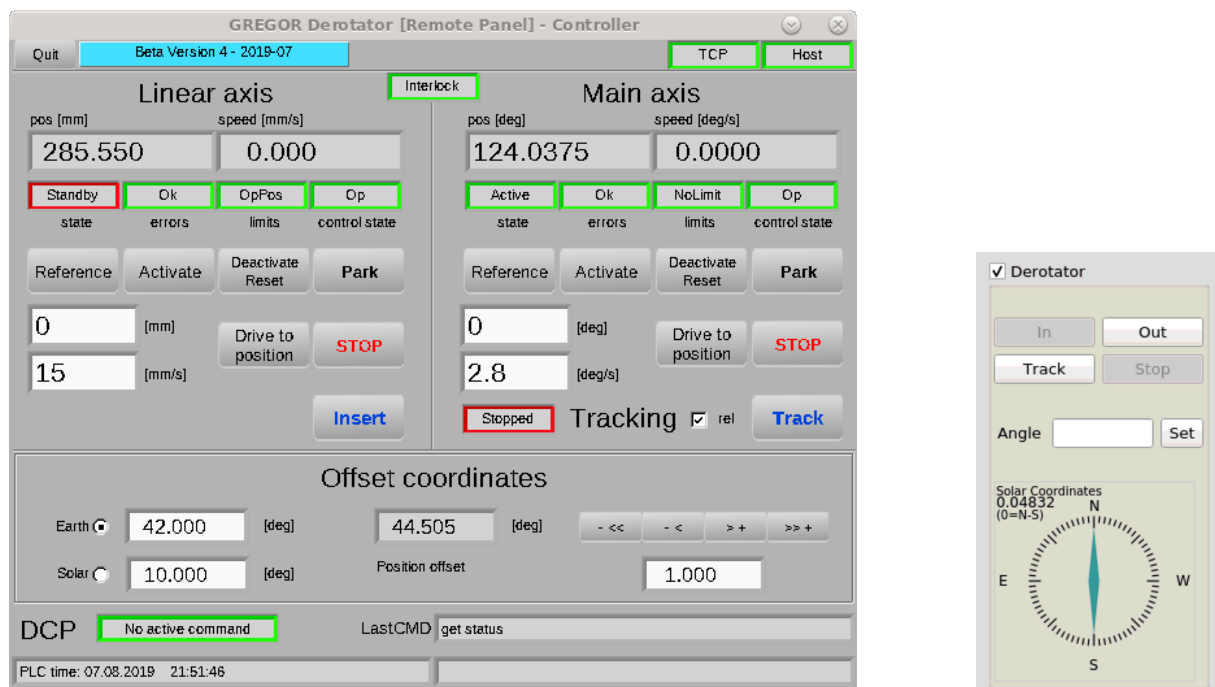 GREGOR Derotator [Remote Panel] - Controller
Quit Beta Version 4 - 2019-07 TCP Host
Interlock
Linear axis
pos [mm] speed [mm/s]
285.550 0.000
Standby Ok OpPos Op
state errors limits control state
Reference Activate Deactivate Reset Park
0 [mm]
15 [mm/s]
Drive to position STOP
Insert
Main axis
pos [deg] speed [deg/s]
124.0375 0.0000
Active Ok NoLimit Op
state errors limits control state
Reference Activate Deactivate Reset Park
0 [deg]
2.8 [deg/s]
Drive to position STOP
Stopped Tracking rel Track
Offset coordinates
Earth 42.000 [deg] 44.505 [deg] - << - < > + >> +
Solar 10.000 [deg] Position offset 1.000
DCP No active command LastCMD get status
PLC time: 07.08.2019 21:51:46
Derotator
In Out
Track Stop
Angle Set
Solar Coordinates
0.04832
(0=N-S)
N
E W
S